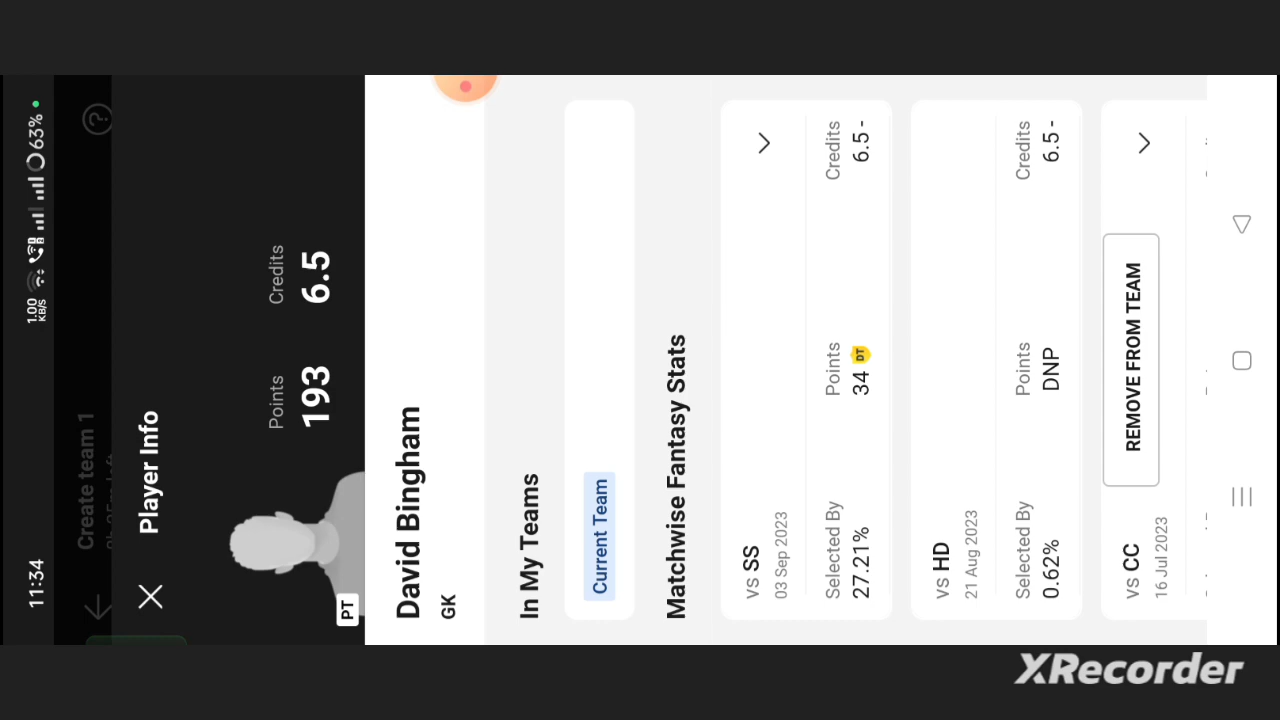 11:34
1.00 KB/S
63%
Create team 1
Player Info
Points
Credits
193
6.5
PT
David Bingham
GK
In My Teams
Current Team
Matchwise Fantasy Stats
vs SS
03 Sep 2023
Selected By
Points
Credits
27.21%
34 DT
6.5 -
vs HD
21 Aug 2023
Selected By
Points
Credits
0.62%
DNP
6.5 -
vs CC
16 Jul 2023
REMOVE FROM TEAM
XRecorder